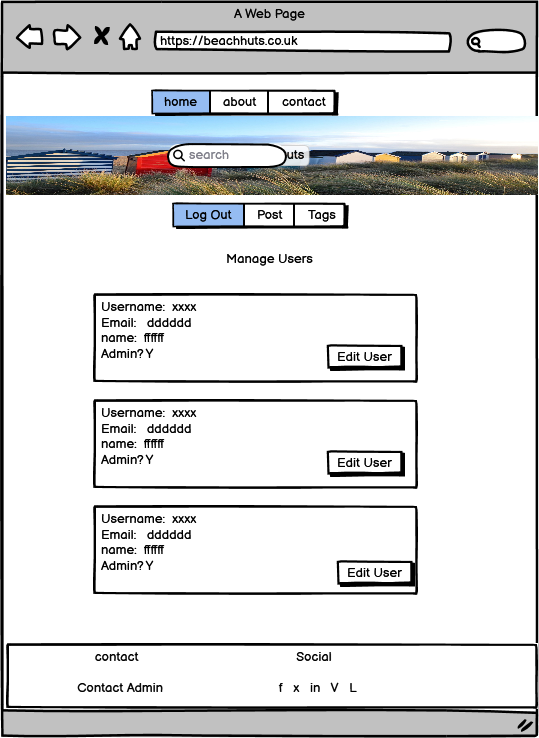 A Web Page
https://beachhuts.co.uk
home about contact
search uts
Log Out Post Tags
Manage Users
Username: xxxx
Email: dddddd
name: ffffff
Admin? Y
Edit User
Username: xxxx
Email: dddddd
name: ffffff
Admin? Y
Edit User
Username: xxxx
Email: dddddd
name: ffffff
Admin? Y
Edit User
contact Social
Contact Admin f x in V L